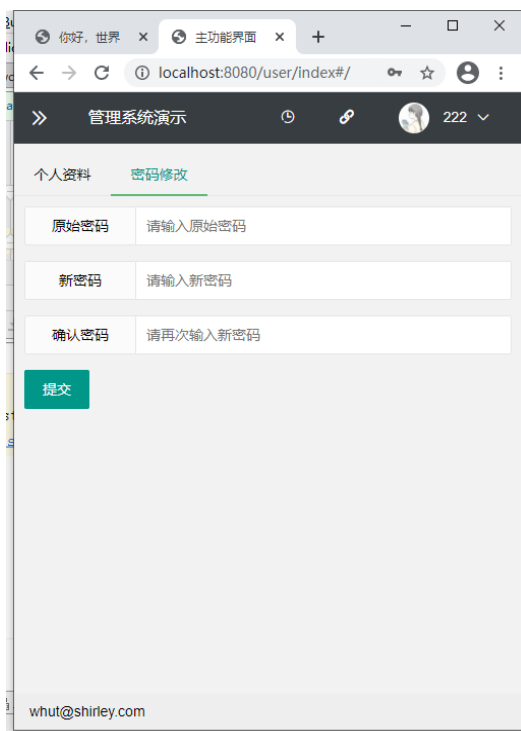 你好，世界
主功能界面
localhost:8080/user/index#/
管理系统演示
222
个人资料
密码修改
原始密码
请输入原始密码
新密码
请输入新密码
确认密码
请再次输入新密码
提交
whut@shirley.com